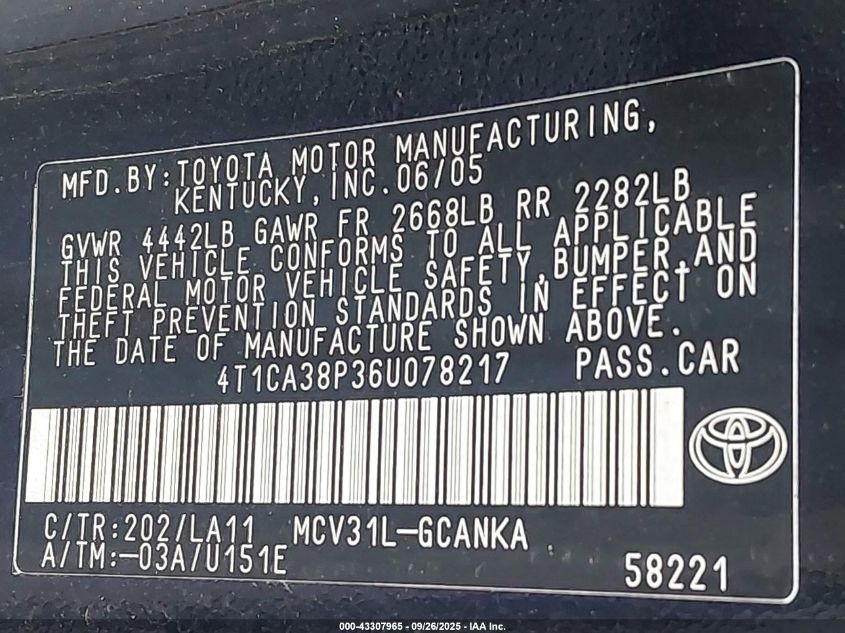 MFD.BY:TOYOTA MOTOR MANUFACTURING,
KENTUCKY,INC.06/05
GVWR 4442LB GAWR FR 2668LB RR 2282LB
THIS VEHICLE CONFORMS TO ALL APPLICABLE
FEDERAL MOTOR VEHICLE SAFETY,BUMPER,AND
THEFT PREVENTION STANDARDS IN EFFECT ON
THE DATE OF MANUFACTURE SHOWN ABOVE.
4T1CA38P36U078217 PASS.CAR
C/TR:202/LA11 MCV31L-GCANKA
A/TM:-03A/U151E
58221
000-43307965 - 09/26/2025 - IAA Inc.